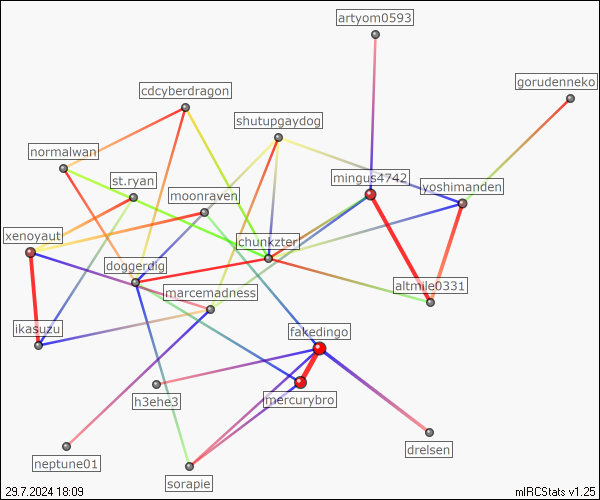 artyom0593
gorudenneko
cdcyberdragon
shutupgaydog
normalwan
st.ryan
mingus4742
yoshimanden
moonraven
xenoyaut
chunkzter
doggerdig
marcemadness
altmile0331
ikasuzu
fakedingo
h3ehe3
mercurybro
drelsen
neptune01
sorapie
29.7.2024 18:09
mIRCStats v1.25